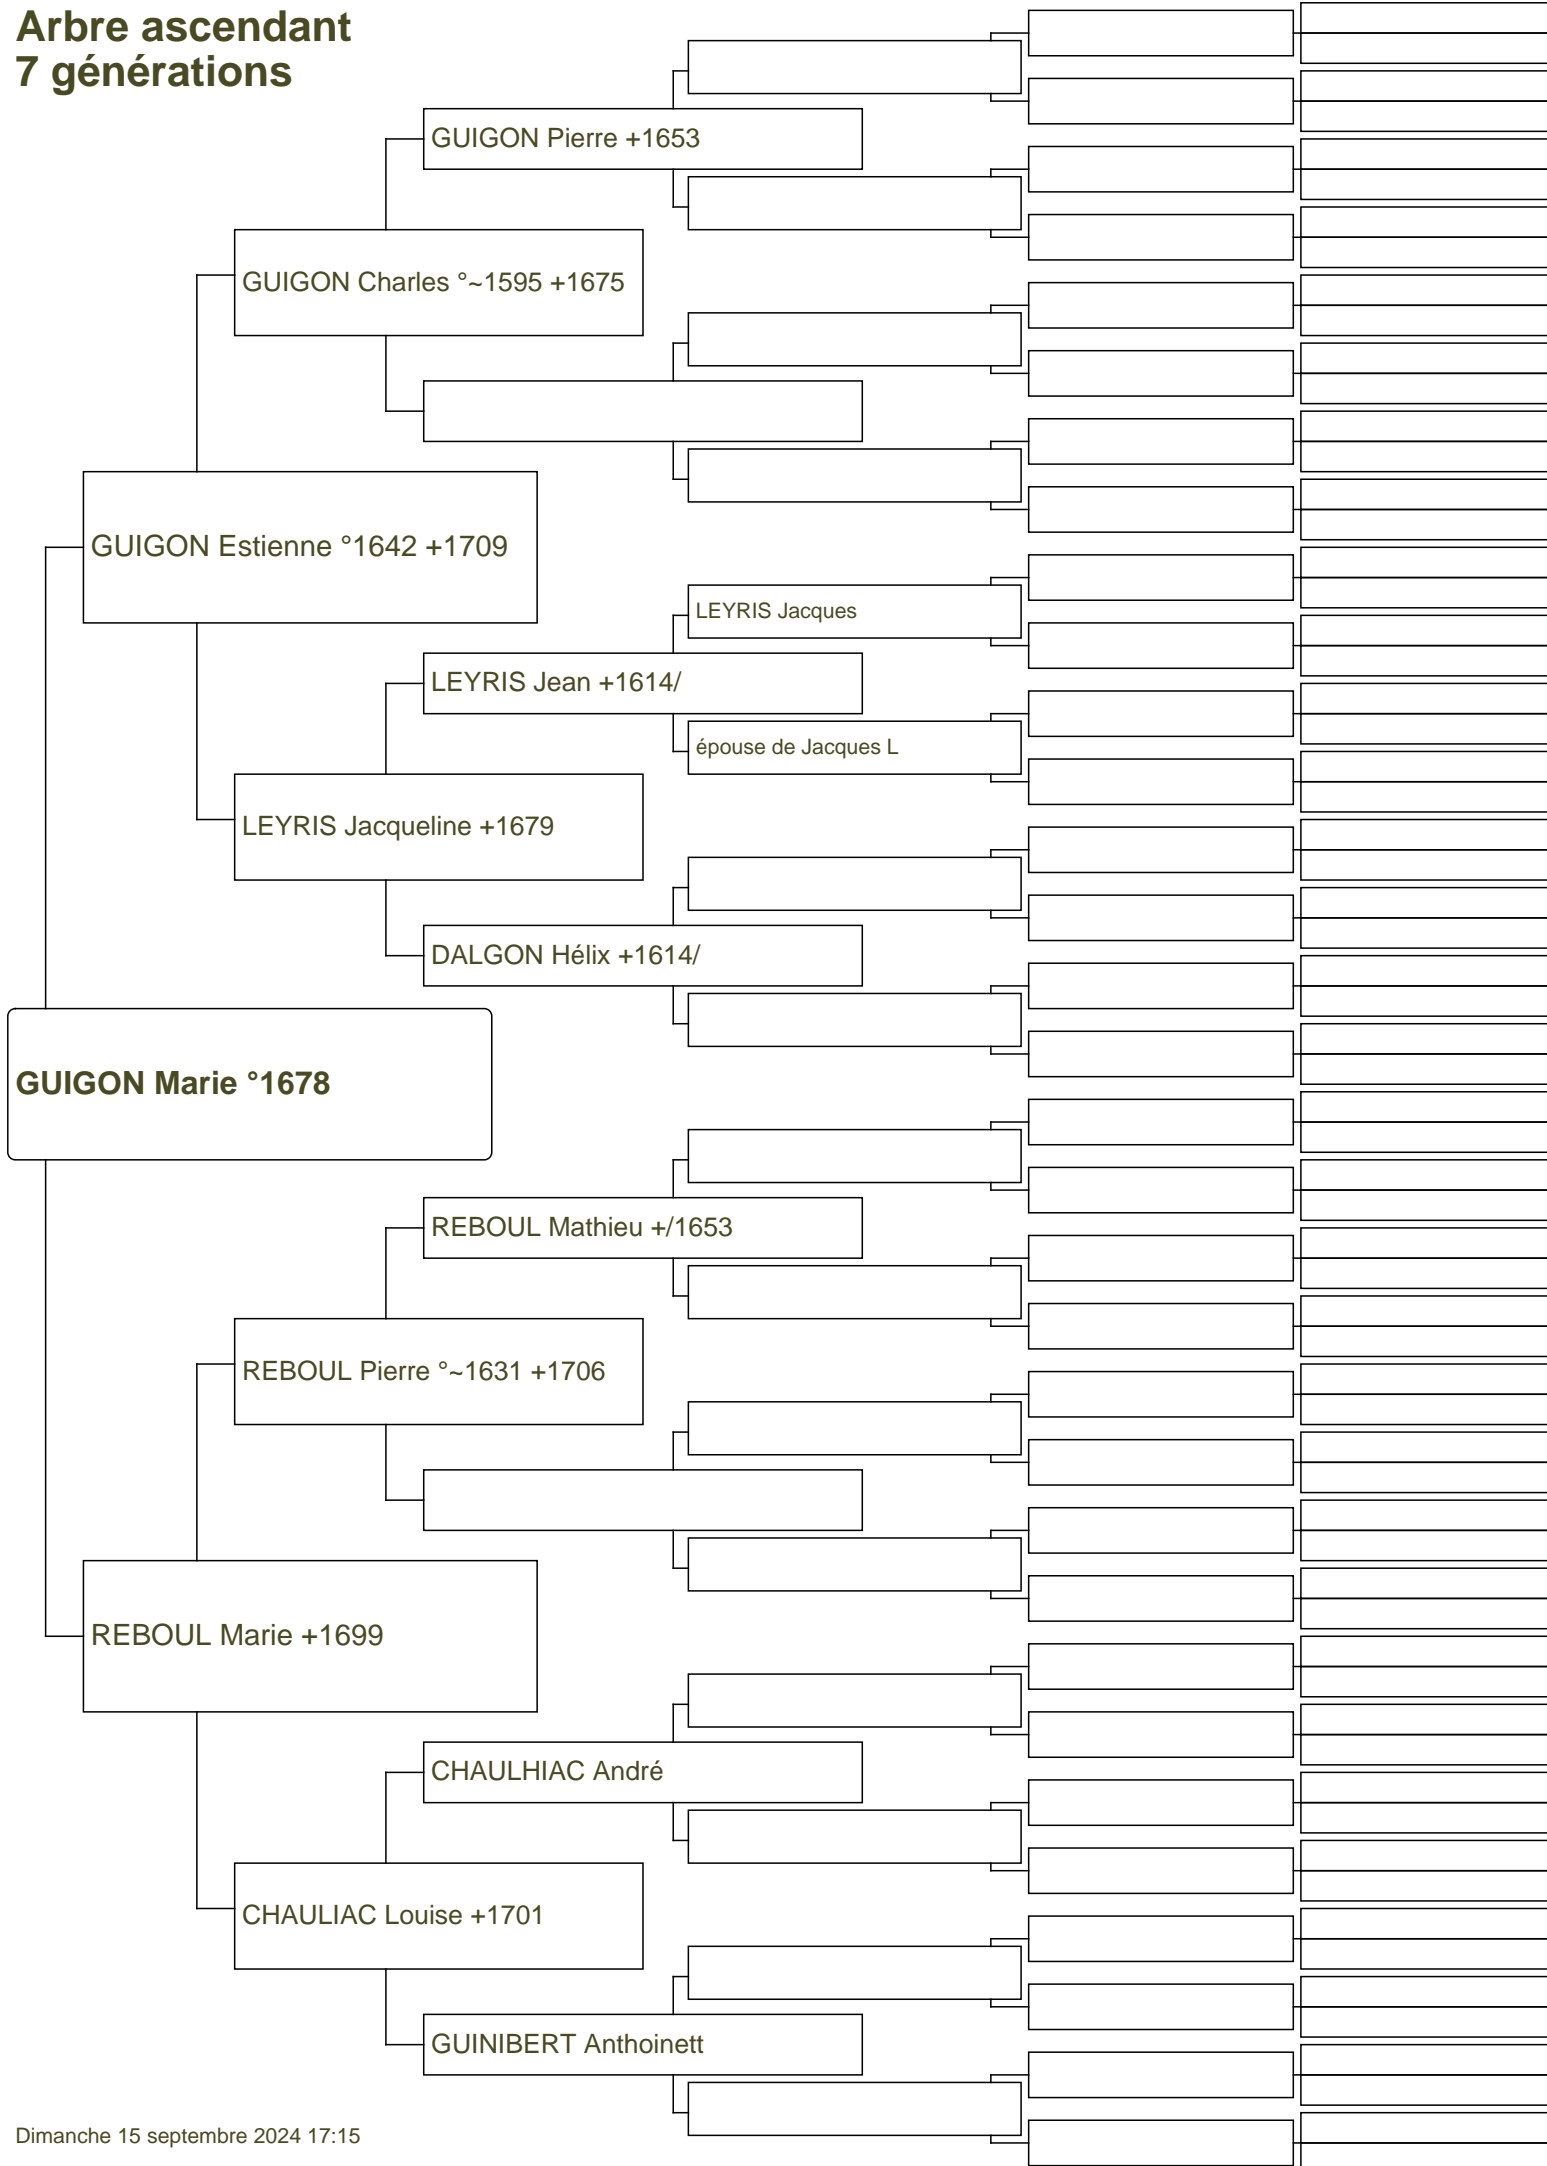 Arbre ascendant
7 générations
GUIGON Pierre +1653
GUIGON Charles °~1595 +1675
GUIGON Estienne °1642 +1709
LEYRIS Jacques
LEYRIS Jean +1614/
épouse de Jacques L
LEYRIS Jacqueline +1679
DALGON Hélix +1614/
GUIGON Marie °1678
REBOUL Mathieu +/1653
REBOUL Pierre °~1631 +1706
REBOUL Marie +1699
CHAULHIAC André
CHAULIAC Louise +1701
GUINIBERT Anthoinett
Dimanche 15 septembre 2024 17:15